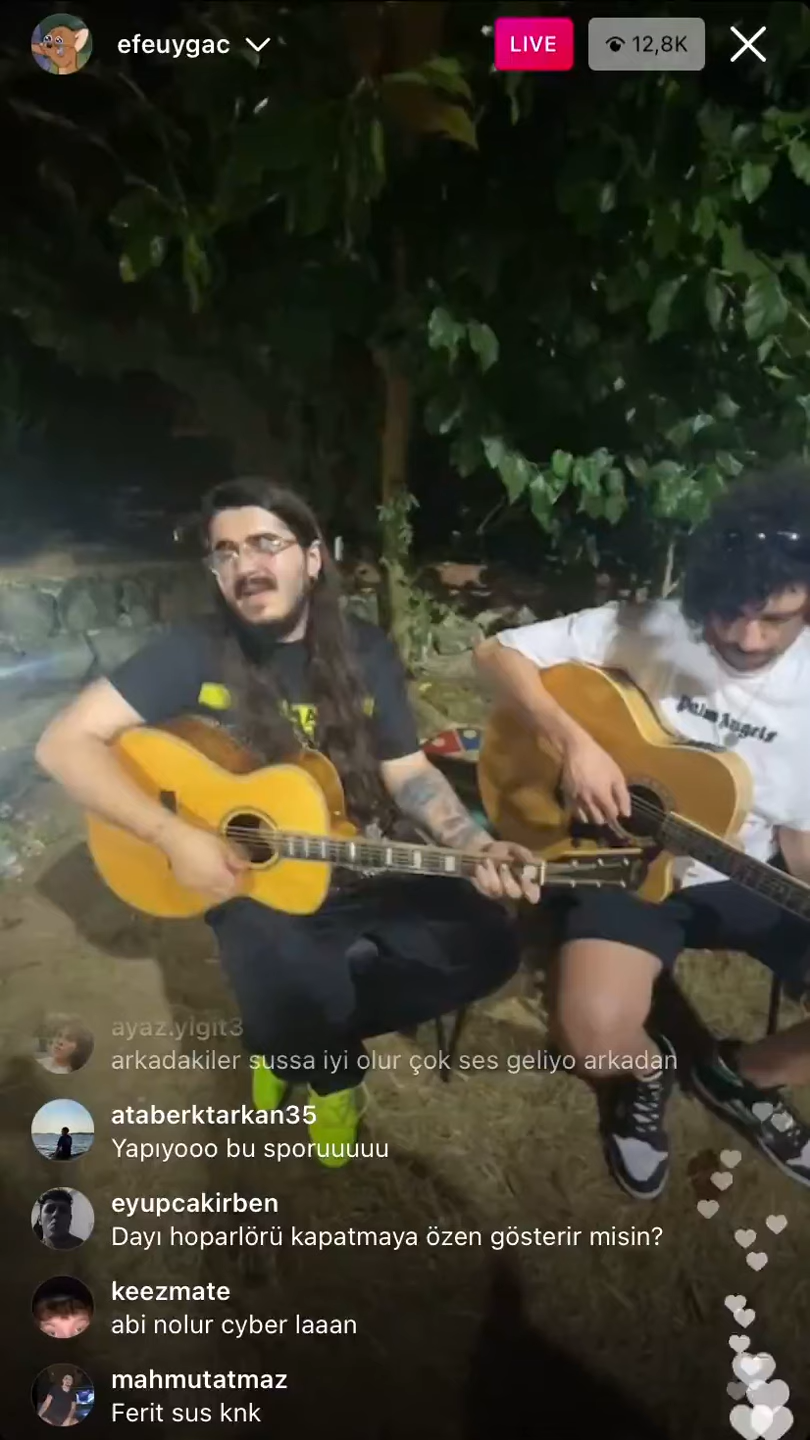 efeuygac
LIVE
12,8K
Palm Angels
ayaz.yigit3
arkadakiler sussa iyi olur çok ses geliyo arkadan
ataberktarkan35
Yapıyooo bu sporuuuuu
eyupcakirben
Dayı hoparlörü kapatmaya özen gösterir misin?
keezmate
abi nolur cyber laaan
mahmutatmaz
Ferit sus knk